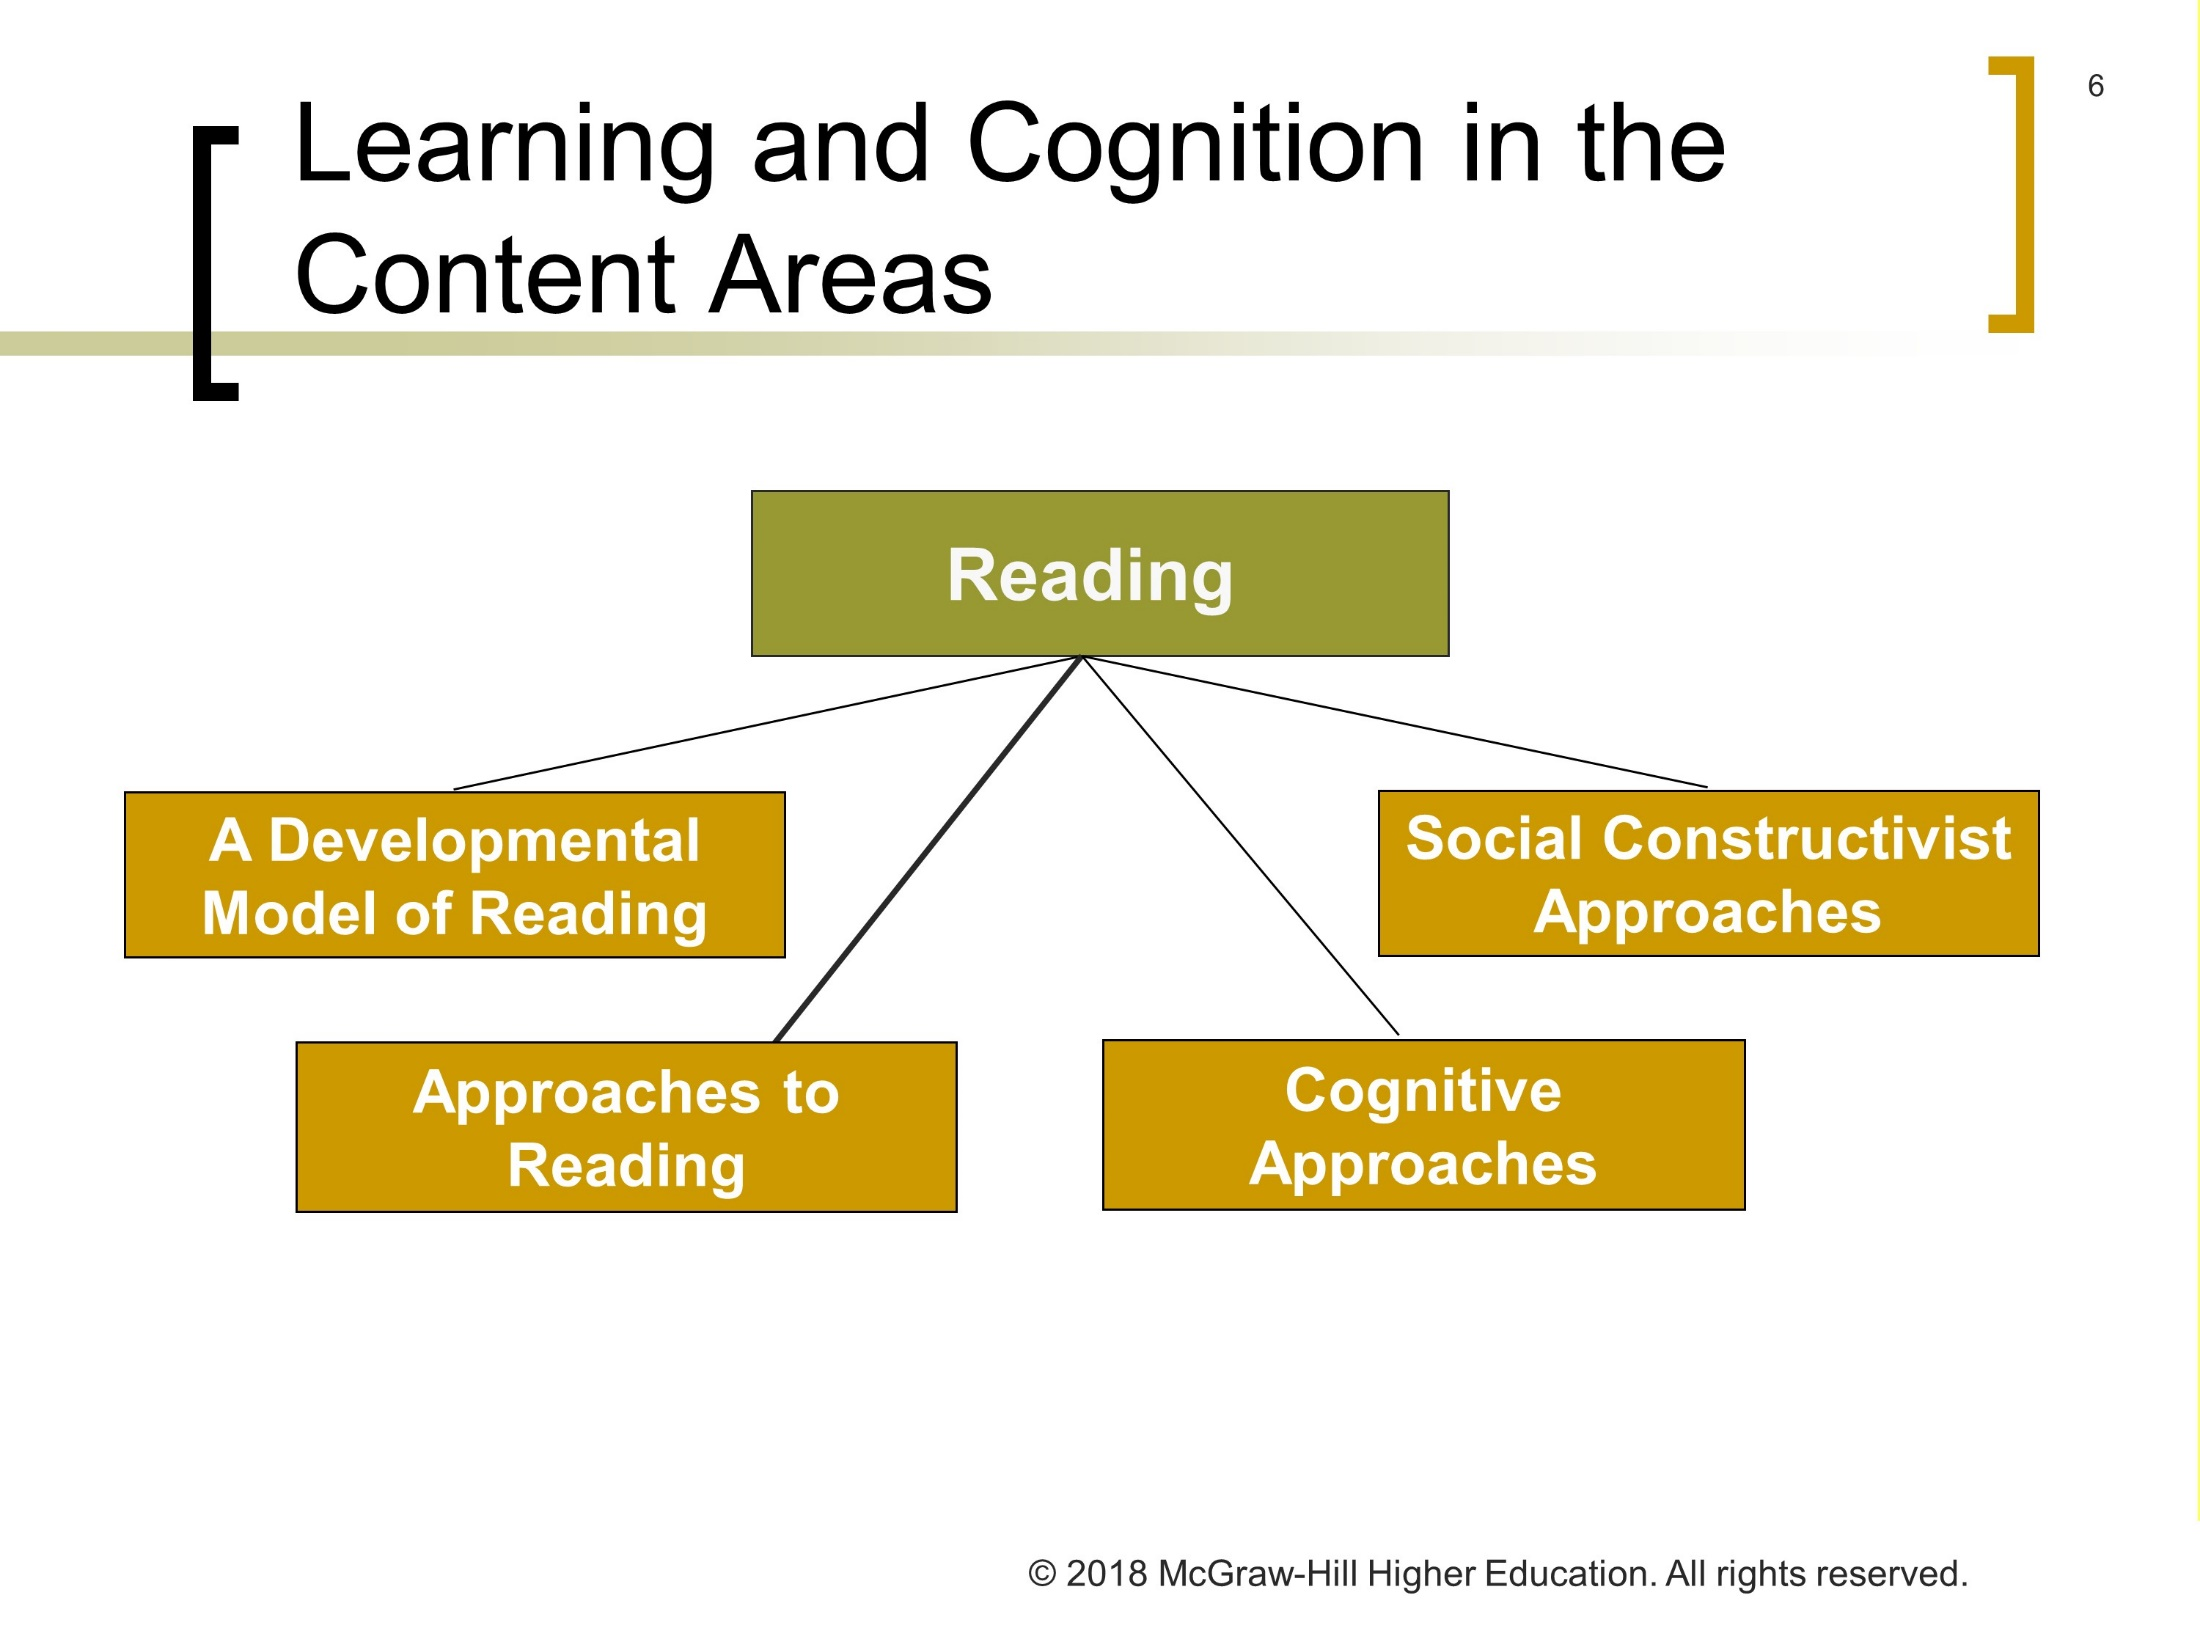 6
Learning and Cognition in the
Content Areas
Reading
A Developmental
Model of Reading
Social Constructivist
Approaches
Approaches to
Reading
Cognitive
Approaches
© 2018 McGraw-Hill Higher Education. All rights reserved.